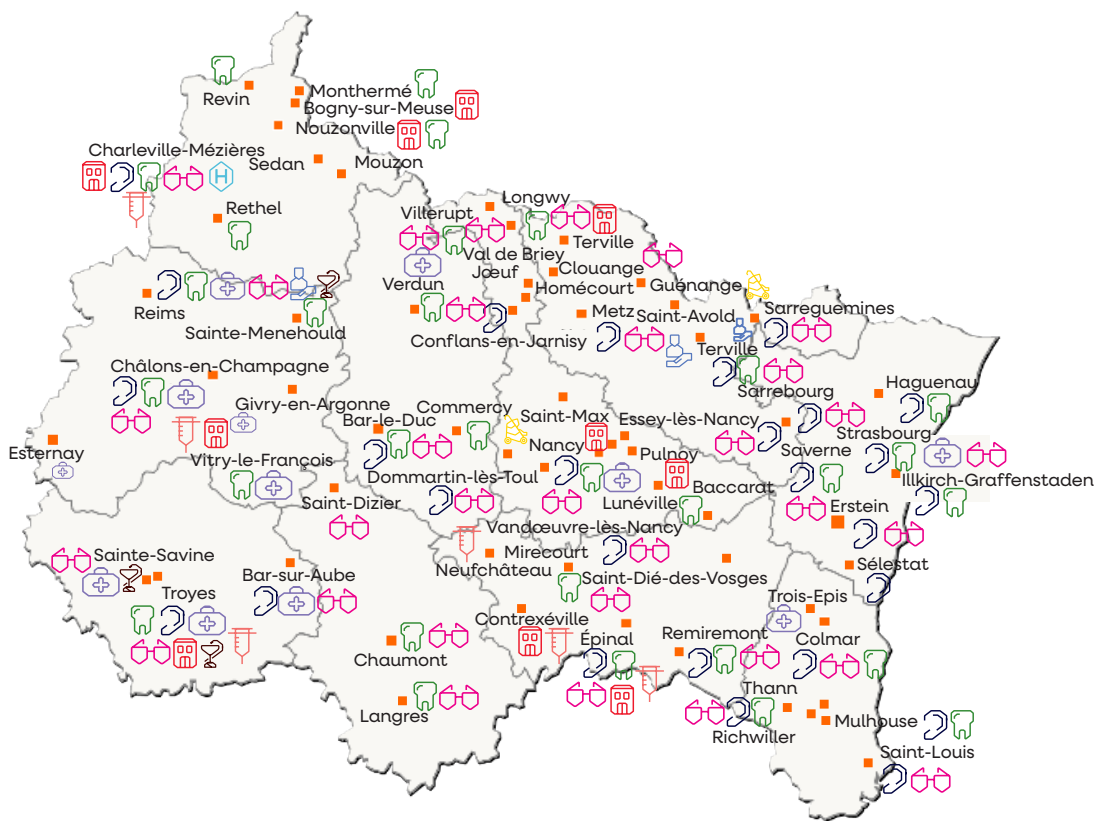 Revin
Monthermé
Bogny-sur-Meuse
Nouzonville
Charleville-Mézières
H
Sedan
Mouzon
Rethel
Longwy
Villerupt
Terville
Val de Briey
Jœuf
Clouange
Verdun
Homécourt
Guénange
Reims
Metz
Saint-Avold
Sarreguemines
Sainte-Menehould
Conflans-en-Jarnisy
Terville
Châlons-en-Champagne
Sarrebourg
Haguenau
Givry-en-Argonne
Commercy
Bar-le-Duc
Saint-Max
Essey-lès-Nancy
Strasbourg
Esternay
Nancy
Pulnoy
Saverne
Vitry-le-François
Dommartin-lès-Toul
Illkirch-Graffenstaden
Saint-Dizier
Lunéville
Baccarat
Erstein
Vandœuvre-lès-Nancy
Sainte-Savine
Mirecourt
Neufchâteau
Bar-sur-Aube
Saint-Dié-des-Vosges
Sélestat
Troyes
Trois-Epis
Contrexéville
Épinal
Remiremont
Colmar
Chaumont
Thann
Langres
Mulhouse
Richwiller
Saint-Louis